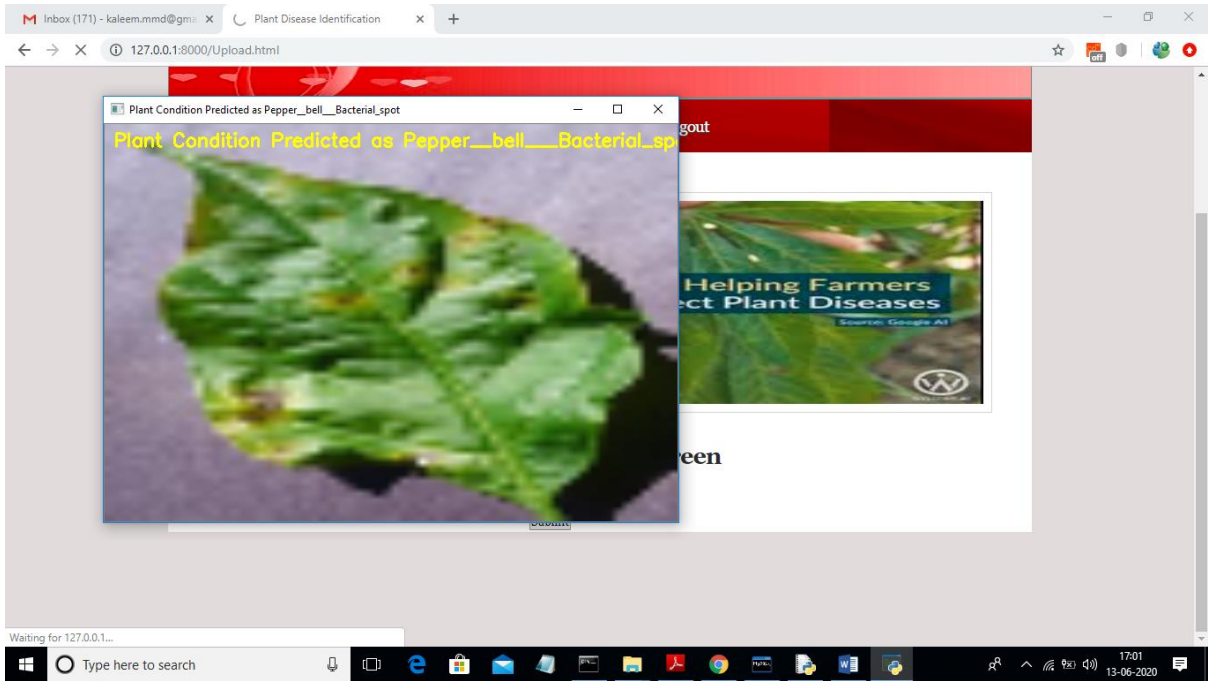 Inbox (171) - kaleem.mmd@gma
Plant Disease Identification
127.0.0.1:8000/Upload.html
off
Plant Condition Predicted as Pepper__bell___Bacterial_spot
Plant Condition Predicted as Pepper__bell___Bacterial_sp
gout
Helping Farmers
ect Plant Diseases
Source: Google AI
een
Submit
Waiting for 127.0.0.1...
Type here to search
17:01
13-06-2020